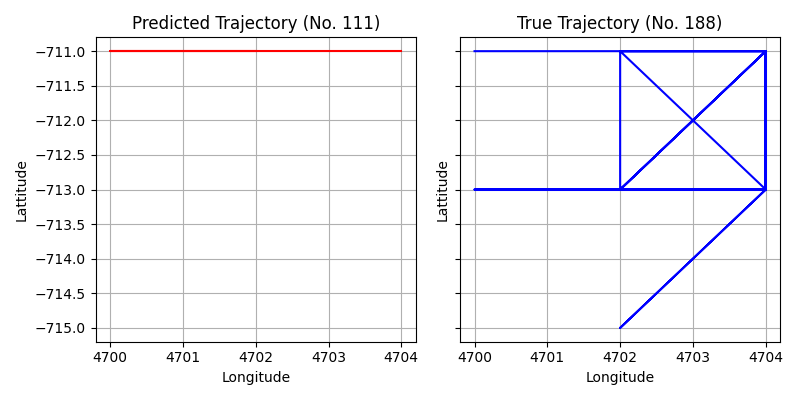 Predicted Trajectory (No. 111)
True Trajectory (No. 188)
−711.0
−711.5
−712.0
−712.5
−713.0
−713.5
−714.0
−714.5
−715.0
Lattitude
Lattitude
4700 4701 4702 4703 4704
4700 4701 4702 4703 4704
Longitude
Longitude